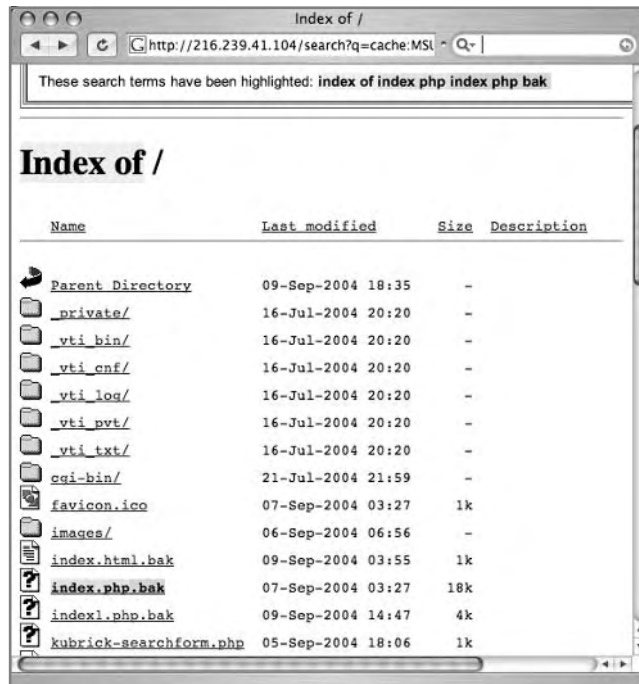 Index of /
http://216.239.41.104/search?q=cache:MSU
Q
These search terms have been highlighted: index of index php index php bak
Index of /
Name Last modified Size Description
Parent Directory 09-Sep-2004 18:35 -
_private/ 16-Jul-2004 20:20 -
_vti_bin/ 16-Jul-2004 20:20 -
_vti_cnf/ 16-Jul-2004 20:20 -
_vti_log/ 16-Jul-2004 20:20 -
_vti_pvt/ 16-Jul-2004 20:20 -
_vti_txt/ 16-Jul-2004 20:20 -
cgi-bin/ 21-Jul-2004 21:59 -
favicon.ico 07-Sep-2004 03:27 1k
images/ 06-Sep-2004 06:56 -
index.html.bak 09-Sep-2004 03:55 1k
index.php.bak 07-Sep-2004 03:27 18k
index1.php.bak 09-Sep-2004 14:47 4k
kubrick-searchform.php 05-Sep-2004 18:06 1k